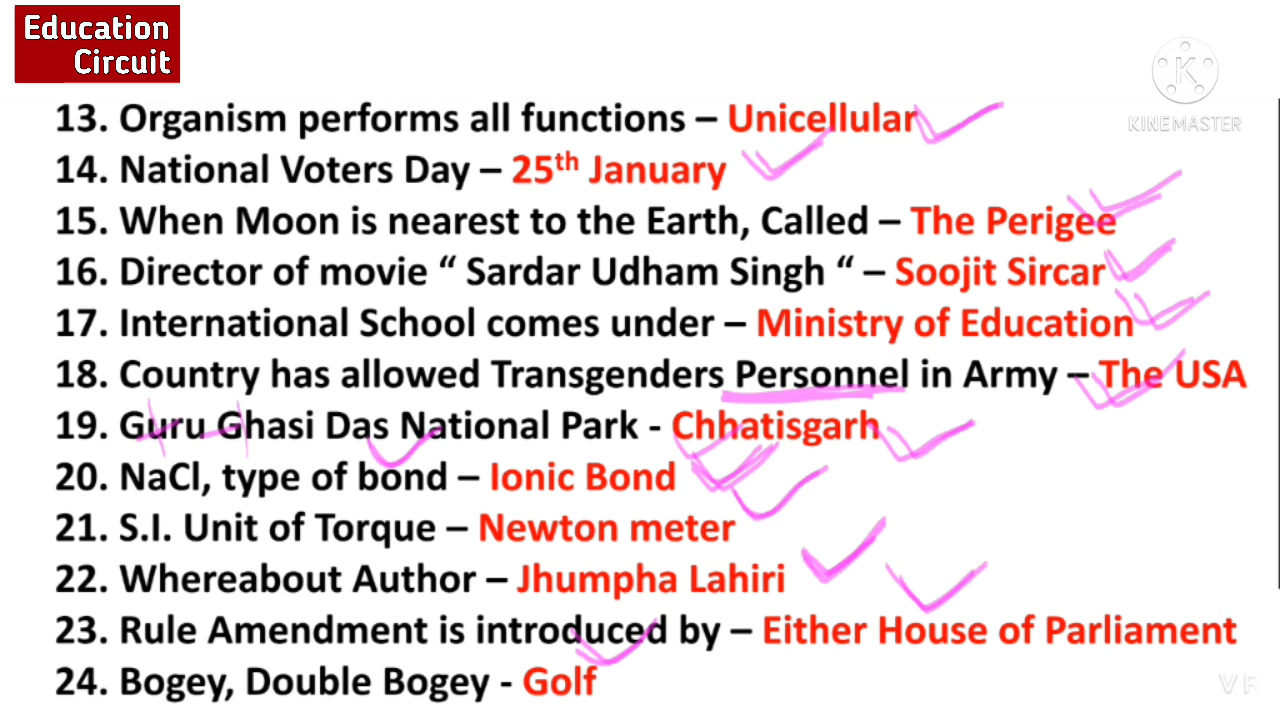 Education
Circuit
KINEMASTER
13. Organism performs all functions – Unicellular
14. National Voters Day – 25th January
15. When Moon is nearest to the Earth, Called – The Perigee
16. Director of movie “ Sardar Udham Singh “ – Soojit Sircar
17. International School comes under – Ministry of Education
18. Country has allowed Transgenders Personnel in Army – The USA
19. Guru Ghasi Das National Park - Chhatisgarh
20. NaCl, type of bond – Ionic Bond
21. S.I. Unit of Torque – Newton meter
22. Whereabout Author – Jhumpha Lahiri
23. Rule Amendment is introduced by – Either House of Parliament
24. Bogey, Double Bogey - Golf